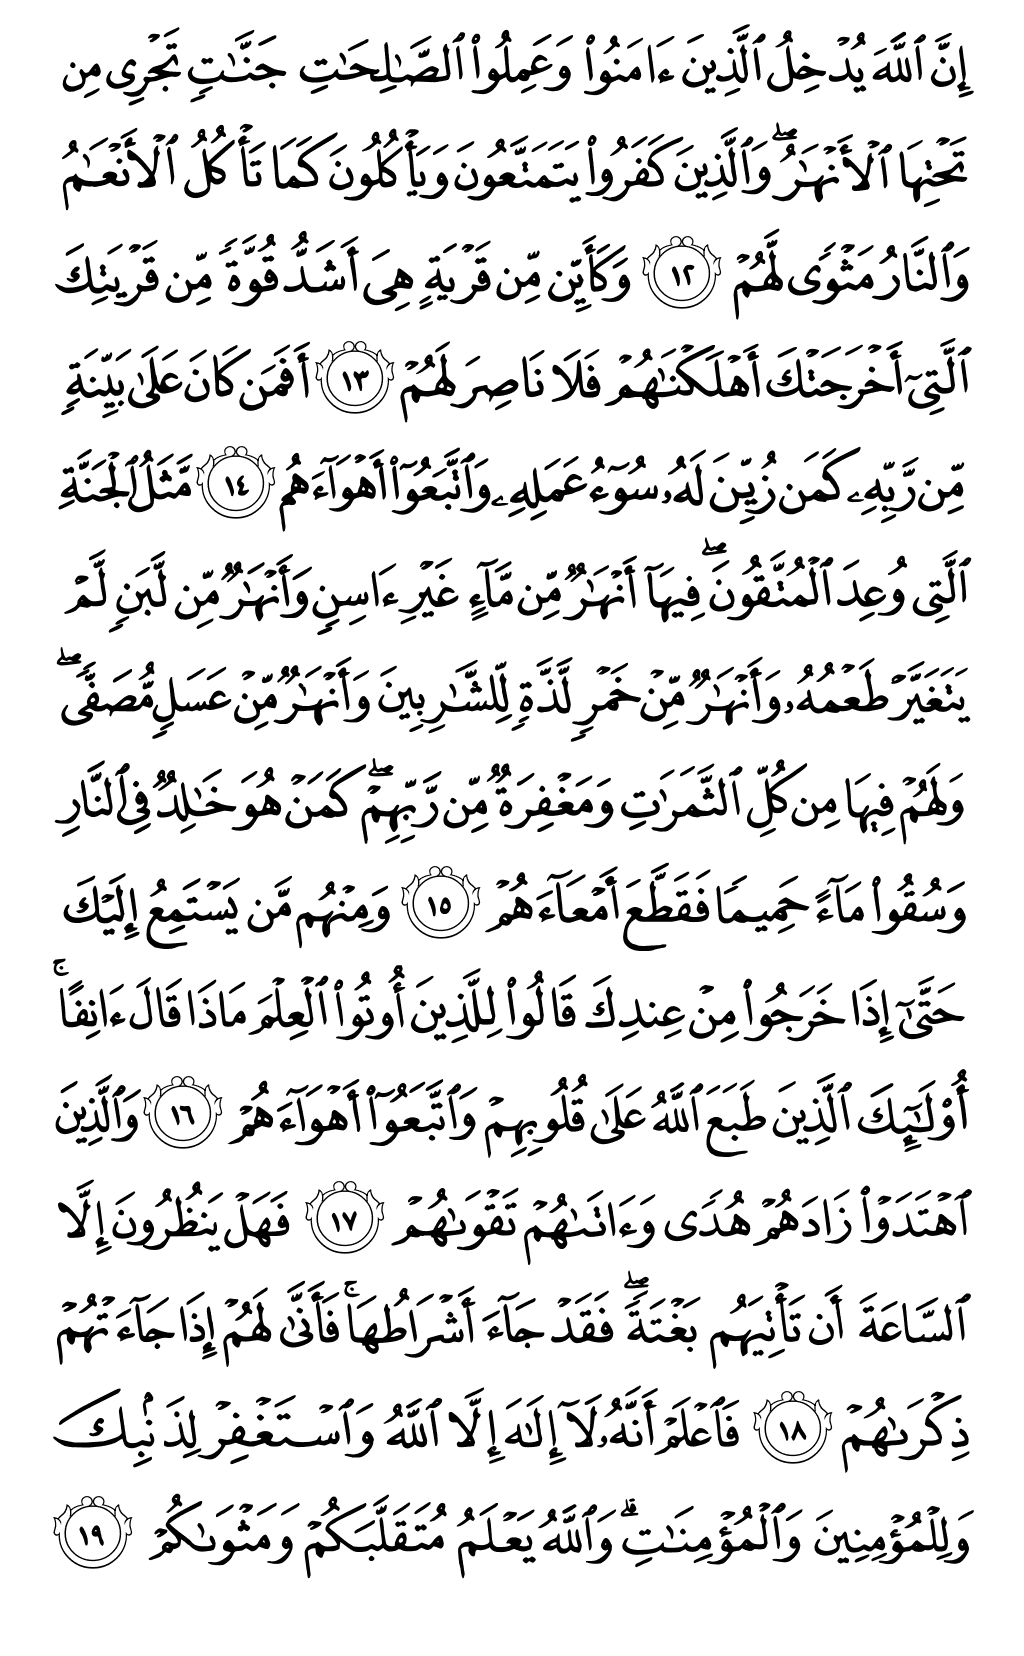 إِنَّ ٱللَّهَ يُدْخِلُ ٱلَّذِينَ ءَامَنُوا۟ وَعَمِلُوا۟ ٱلصَّٰلِحَٰتِ جَنَّٰتٍ تَجْرِى مِن
تَحْتِهَا ٱلْأَنْهَٰرُ ۖ وَٱلَّذِينَ كَفَرُوا۟ يَتَمَتَّعُونَ وَيَأْكُلُونَ كَمَا تَأْكُلُ ٱلْأَنْعَٰمُ
وَٱلنَّارُ مَثْوًى لَّهُمْ ١٢ وَكَأَيِّن مِّن قَرْيَةٍ هِىَ أَشَدُّ قُوَّةً مِّن قَرْيَتِكَ
ٱلَّتِىٓ أَخْرَجَتْكَ أَهْلَكْنَٰهُمْ فَلَا نَاصِرَ لَهُمْ ١٣ أَفَمَن كَانَ عَلَىٰ بَيِّنَةٍ
مِّن رَّبِّهِۦ كَمَن زُيِّنَ لَهُۥ سُوٓءُ عَمَلِهِۦ وَٱتَّبَعُوٓا۟ أَهْوَآءَهُم ١٤ مَّثَلُ ٱلْجَنَّةِ
ٱلَّتِى وُعِدَ ٱلْمُتَّقُونَ ۖ فِيهَآ أَنْهَٰرٌ مِّن مَّآءٍ غَيْرِ ءَاسِنٍ وَأَنْهَٰرٌ مِّن لَّبَنٍ لَّمْ
يَتَغَيَّرْ طَعْمُهُۥ وَأَنْهَٰرٌ مِّنْ خَمْرٍ لَّذَّةٍ لِّلشَّٰرِبِينَ وَأَنْهَٰرٌ مِّنْ عَسَلٍ مُّصَفًّى ۖ
وَلَهُمْ فِيهَا مِن كُلِّ ٱلثَّمَرَٰتِ وَمَغْفِرَةٌ مِّن رَّبِّهِمْ ۖ كَمَنْ هُوَ خَٰلِدٌ فِى ٱلنَّارِ
وَسُقُوا۟ مَآءً حَمِيمًا فَقَطَّعَ أَمْعَآءَهُمْ ١٥ وَمِنْهُم مَّن يَسْتَمِعُ إِلَيْكَ
حَتَّىٰٓ إِذَا خَرَجُوا۟ مِنْ عِندِكَ قَالُوا۟ لِلَّذِينَ أُوتُوا۟ ٱلْعِلْمَ مَاذَا قَالَ ءَانِفًا ۚ
أُو۟لَٰٓئِكَ ٱلَّذِينَ طَبَعَ ٱللَّهُ عَلَىٰ قُلُوبِهِمْ وَٱتَّبَعُوٓا۟ أَهْوَآءَهُمْ ١٦ وَٱلَّذِينَ
ٱهْتَدَوْا۟ زَادَهُمْ هُدًى وَءَاتَىٰهُمْ تَقْوَىٰهُمْ ١٧ فَهَلْ يَنظُرُونَ إِلَّا
ٱلسَّاعَةَ أَن تَأْتِيَهُم بَغْتَةً ۖ فَقَدْ جَآءَ أَشْرَاطُهَا ۚ فَأَنَّىٰ لَهُمْ إِذَا جَآءَتْهُمْ
ذِكْرَىٰهُمْ ١٨ فَٱعْلَمْ أَنَّهُۥ لَآ إِلَٰهَ إِلَّا ٱللَّهُ وَٱسْتَغْفِرْ لِذَنۢبِكَ
وَلِلْمُؤْمِنِينَ وَٱلْمُؤْمِنَٰتِ ۗ وَٱللَّهُ يَعْلَمُ مُتَقَلَّبَكُمْ وَمَثْوَىٰكُمْ ١٩